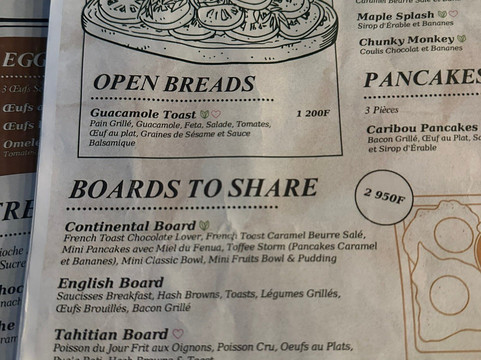 Maple Splash
Sirop d'Érable et Bananes
Chunky Monkey
Coulis Chocolat et Bananes
PANCAKES
3 Pièces
Caribou Pancakes
Bacon Grillé, Œuf au Plat,
et Sirop d'Érable
EGG
3 Œufs
Œufs
Œufs
OPEN BREADS
Guacamole Toast 1 200F
Pain Grillé, Guacamole, Feta, Salade, Tomates,
Œuf au plat, Graines de Sésame et Sauce
Balsamique
BOARDS TO SHARE
2 950F
Continental Board
French Toast Chocolate Lover, French Toast Caramel Beurre Salé,
Mini Pancakes avec Miel du Fenua, Toffee Storm (Pancakes Caramel
et Bananes), Mini Classic Bowl, Mini Fruits Bowl & Pudding
English Board
Saucisses Breakfast, Hash Browns, Toasts, Légumes Grillés,
Œufs Brouillés, Bacon Grillé
Tahitian Board
Poisson du Jour Frit aux Oignons, Poisson Cru, Oeufs au Plats,